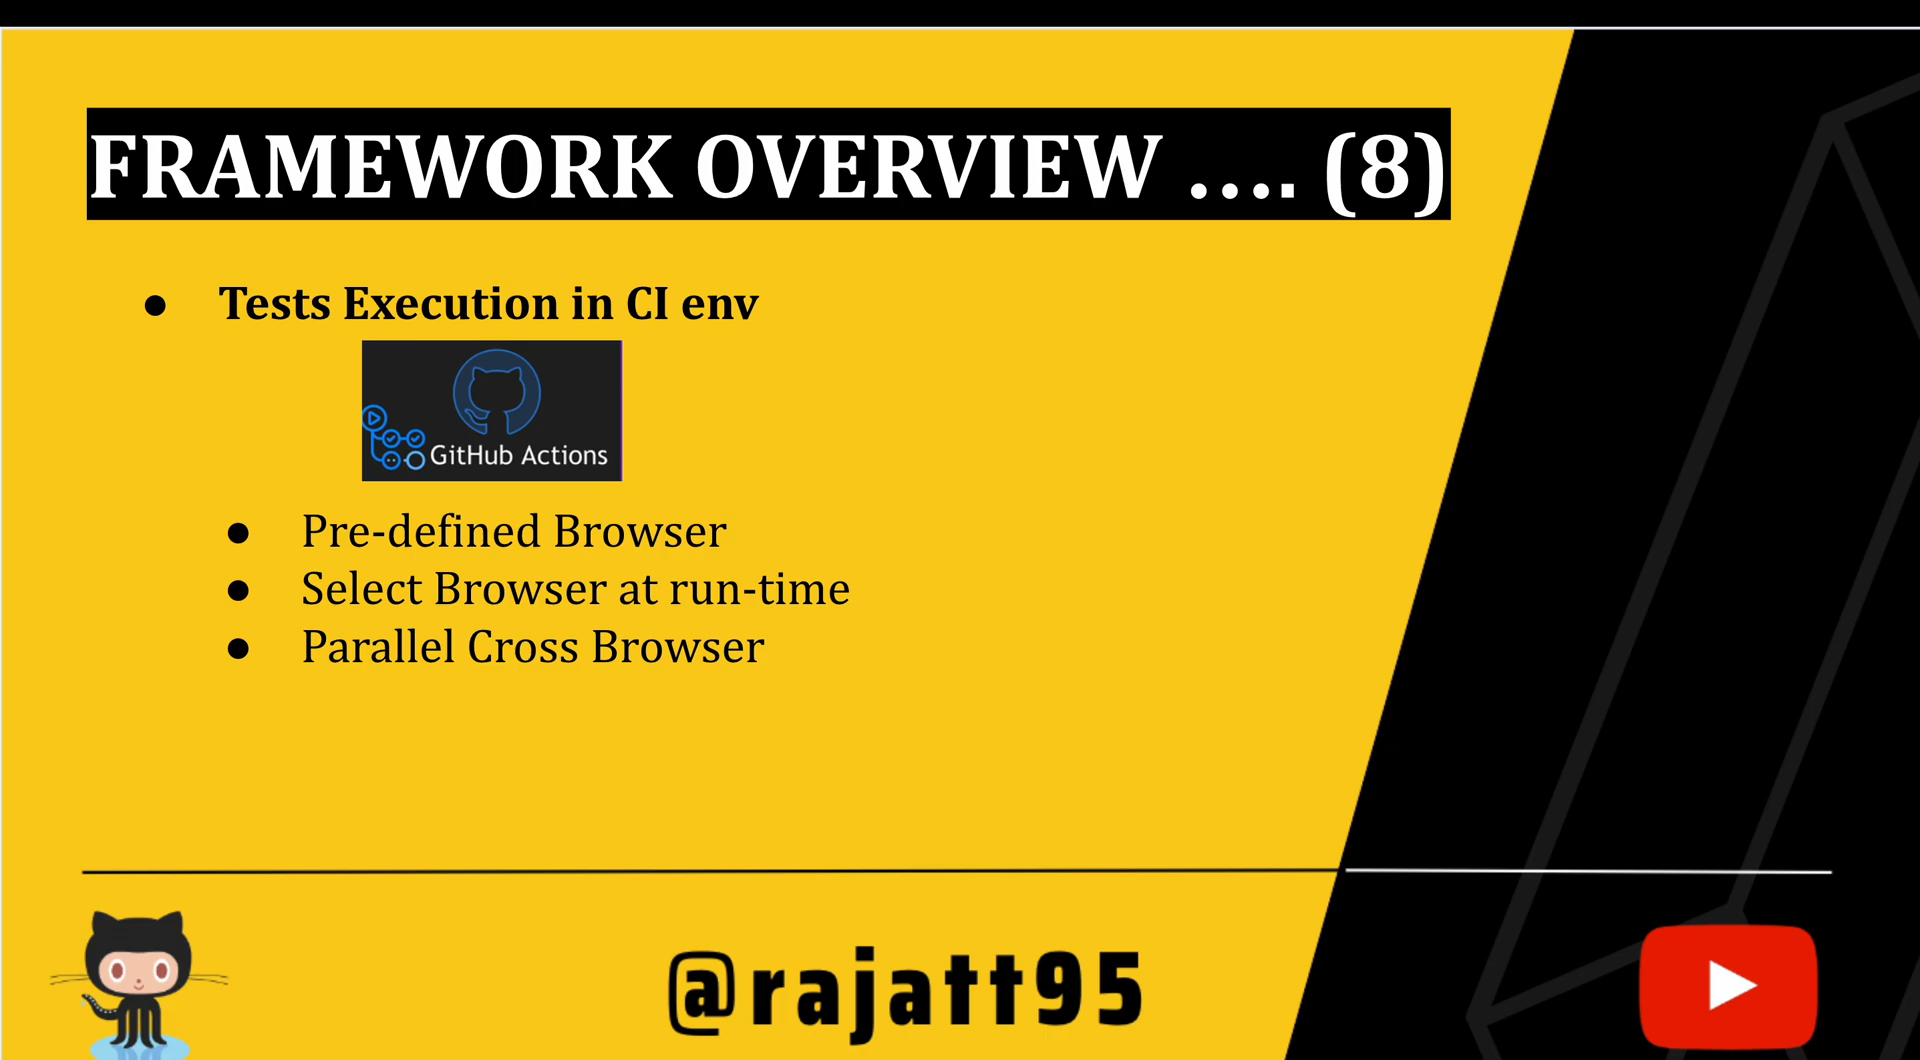 FRAMEWORK OVERVIEW .... (8)
● Tests Execution in CI env
GitHub Actions
● Pre-defined Browser
● Select Browser at run-time
● Parallel Cross Browser
@rajatt95